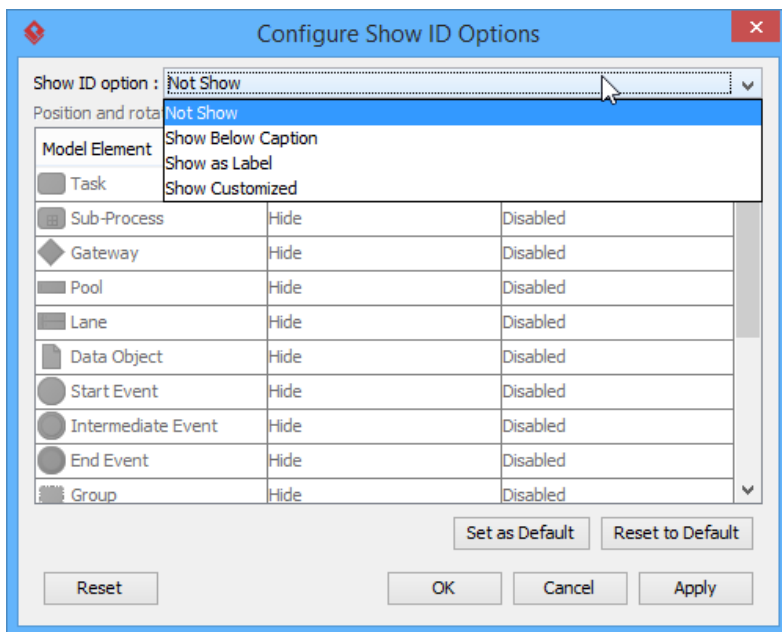 Configure Show ID Options
Show ID option : Not Show
Position and rota
Not Show
Show Below Caption
Show as Label
Show Customized
Model Element
Task
Sub-Process Hide Disabled
Gateway Hide Disabled
Pool Hide Disabled
Lane Hide Disabled
Data Object Hide Disabled
Start Event Hide Disabled
Intermediate Event Hide Disabled
End Event Hide Disabled
Group Hide Disabled
Set as Default Reset to Default
Reset OK Cancel Apply